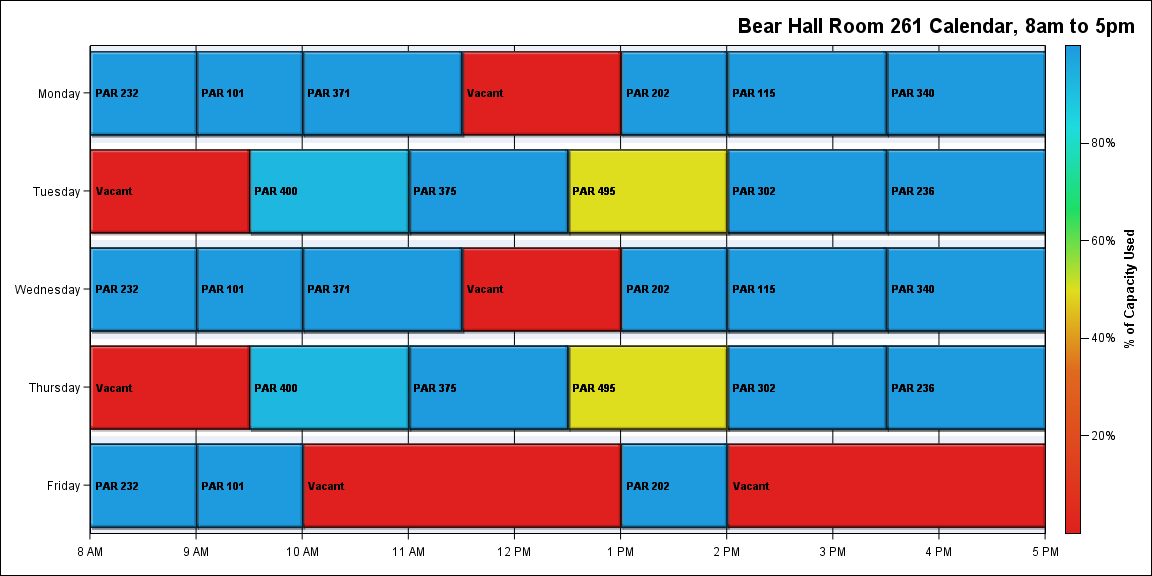 Bear Hall Room 261 Calendar, 8am to 5pm
Monday PAR 232 PAR 101 PAR 371 Vacant PAR 202 PAR 115 PAR 340
Tuesday Vacant PAR 400 PAR 375 PAR 495 PAR 302 PAR 236
Wednesday PAR 232 PAR 101 PAR 371 Vacant PAR 202 PAR 115 PAR 340
Thursday Vacant PAR 400 PAR 375 PAR 495 PAR 302 PAR 236
Friday PAR 232 PAR 101 Vacant PAR 202 Vacant
8 AM 9 AM 10 AM 11 AM 12 PM 1 PM 2 PM 3 PM 4 PM 5 PM
80%
60%
40%
20%
% of Capacity Used